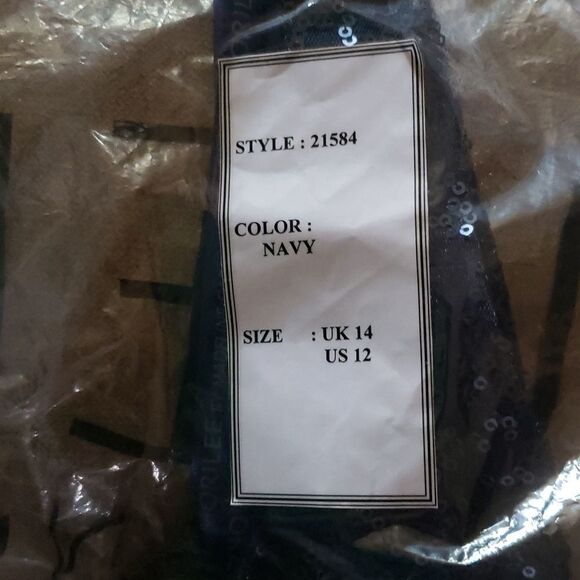 STYLE : 21584
COLOR :
NAVY
SIZE : UK 14
US 12